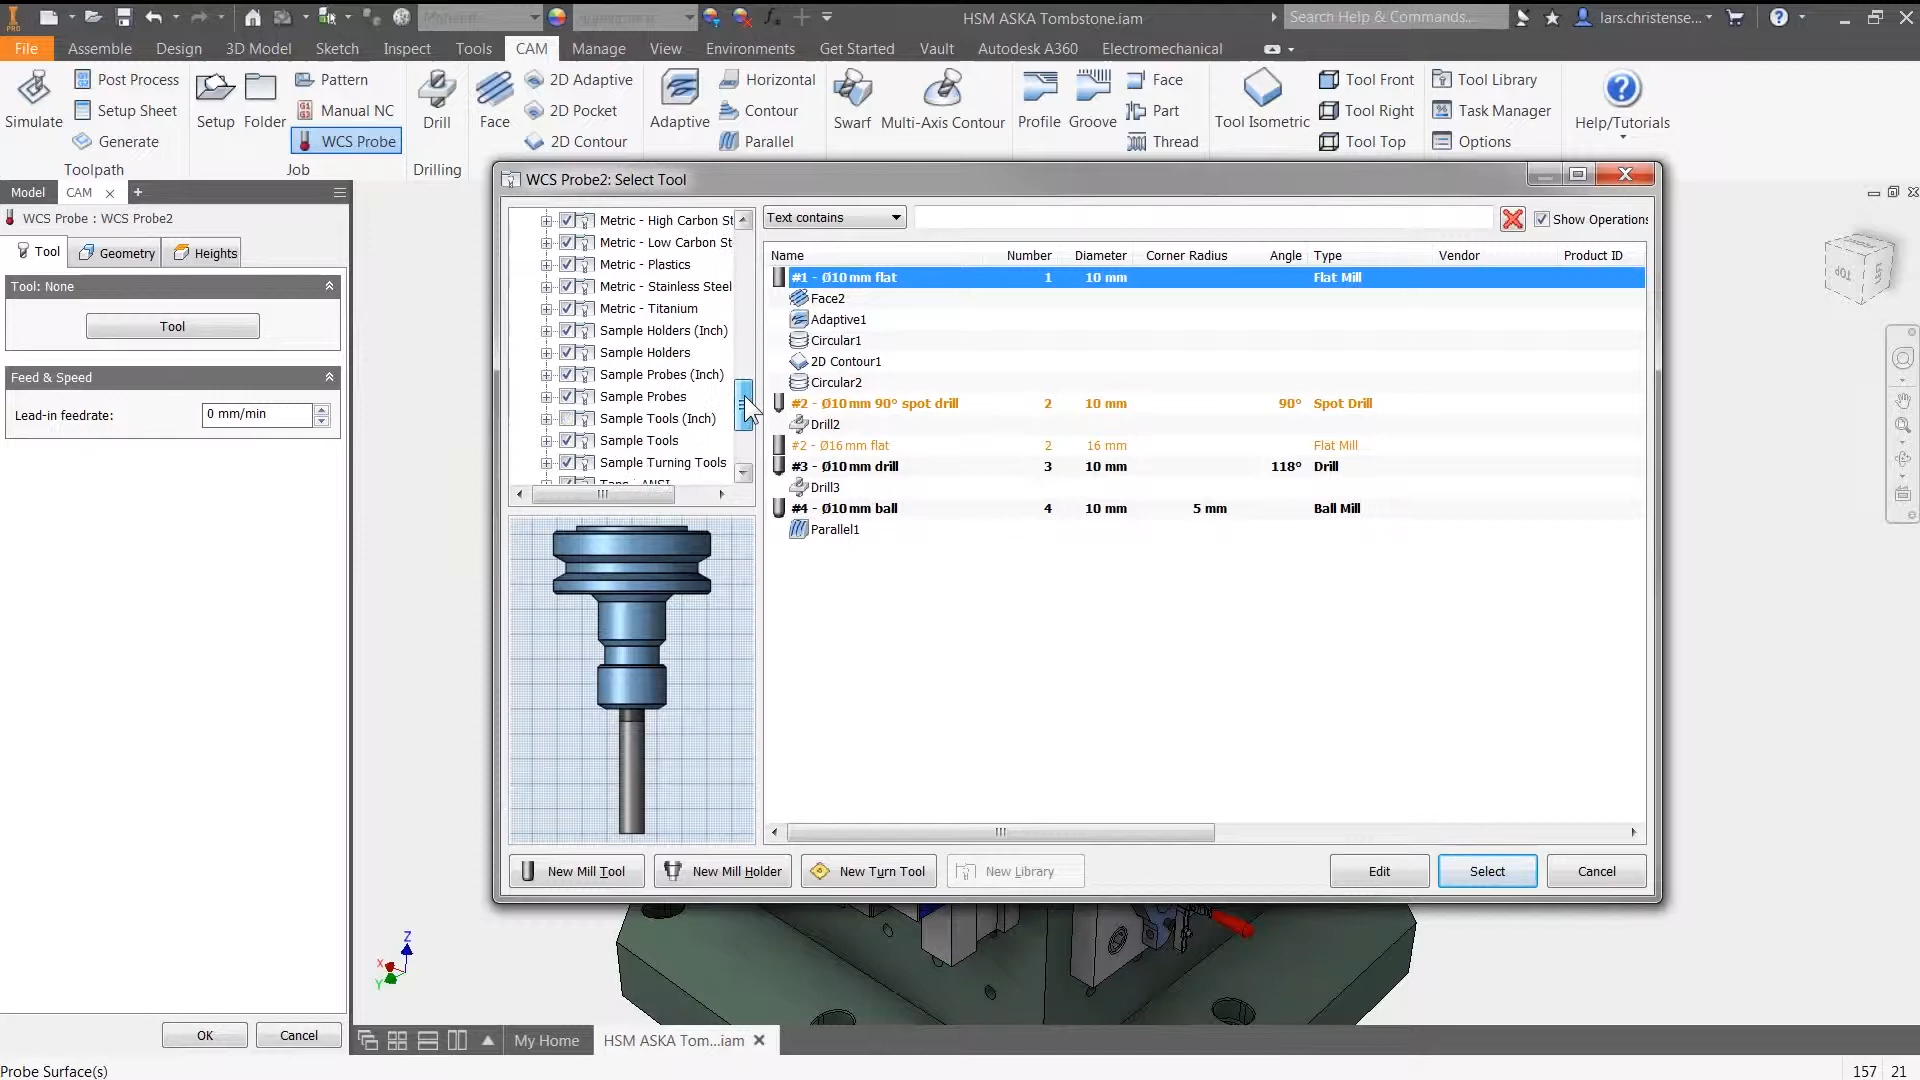 HSM ASKA Tombstone.iam
Search Help & Commands...
lars.christense...
PRO
File Assemble Design 3D Model Sketch Inspect Tools CAM Manage View Environments Get Started Vault Autodesk A360 Electromechanical
Post Process
Setup Sheet
Generate
Simulate
Toolpath
Setup
Folder
Pattern
Manual NC
WCS Probe
Job
Drill
Drilling
Face
2D Adaptive
2D Pocket
2D Contour
Adaptive
Horizontal
Contour
Parallel
Swarf
Multi-Axis Contour
Profile
Groove
Face
Part
Thread
Tool Isometric
Tool Front
Tool Right
Tool Top
Tool Library
Task Manager
Options
Help/Tutorials
Model
CAM
WCS Probe : WCS Probe2
Tool
Geometry
Heights
Tool: None
Tool
Feed & Speed
Lead-in feedrate:
0 mm/min
OK
Cancel
WCS Probe2: Select Tool
Metric - High Carbon St
Metric - Low Carbon St
Metric - Plastics
Metric - Stainless Steel
Metric - Titanium
Sample Holders (Inch)
Sample Holders
Sample Probes (Inch)
Sample Probes
Sample Tools (Inch)
Sample Tools
Sample Turning Tools
Text contains
Show Operations
Name Number Diameter Corner Radius Angle Type Vendor Product ID
#1 - Ø10 mm flat 1 10 mm Flat Mill
Face2
Adaptive1
Circular1
2D Contour1
Circular2
#2 - Ø10 mm 90° spot drill 2 10 mm 90° Spot Drill
Drill2
#2 - Ø16 mm flat 2 16 mm Flat Mill
#3 - Ø10 mm drill 3 10 mm 118° Drill
Drill3
#4 - Ø10 mm ball 4 10 mm 5 mm Ball Mill
Parallel1
New Mill Tool
New Mill Holder
New Turn Tool
New Library
Edit
Select
Cancel
TOP
Z
X
Y
My Home
HSM ASKA Tom...iam
Probe Surface(s)
157 21